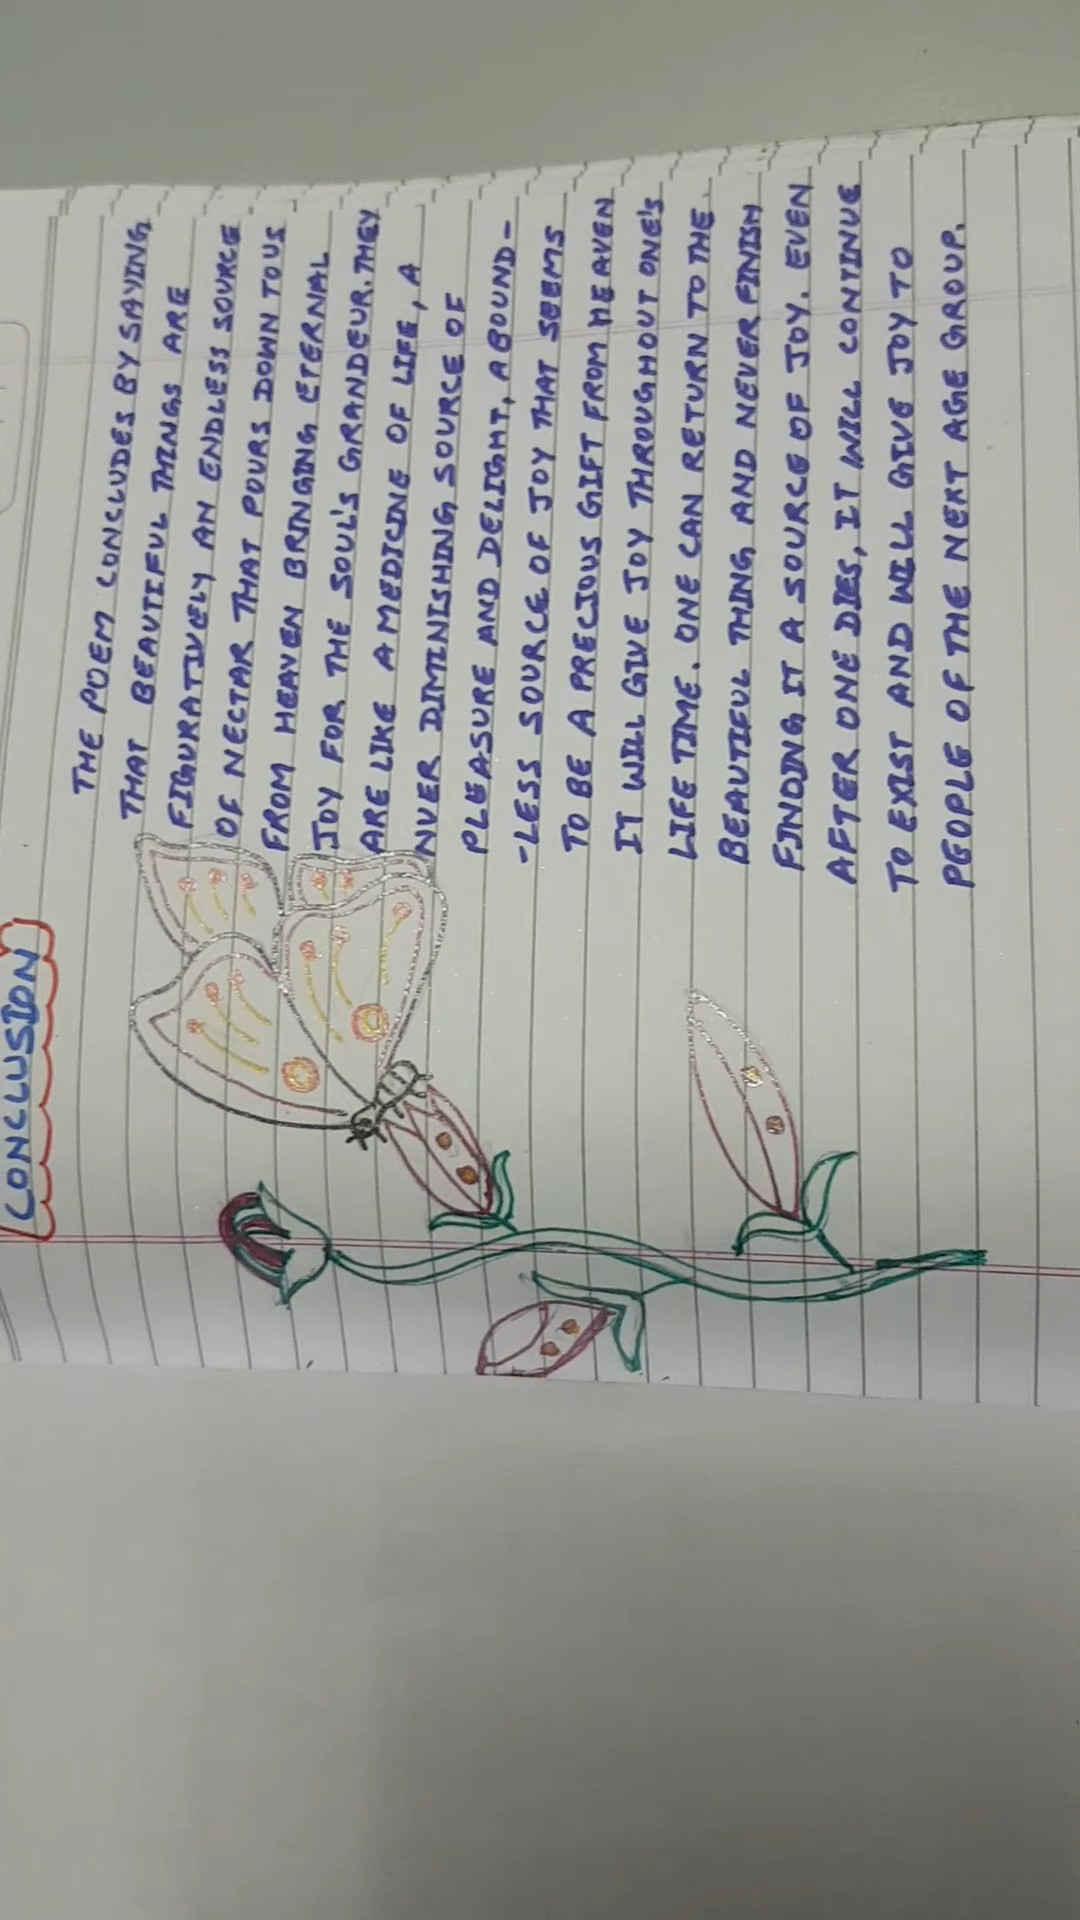 CONCLUSION
THE POEM CONCLUDES BY SAYING
THAT BEAUTIFUL THINGS ARE
FIGURATIVELY AN ENDLESS SOURCE
OF NECTAR THAT POURS DOWN TO US
FROM HEAVEN BRINGING ETERNAL
JOY FOR THE SOUL'S GRANDEUR. THEY
ARE LIKE A MEDICINE OF LIFE, A
NVER DIMINISHING SOURCE OF
PLEASURE AND DELIGHT, A BOUND-
-LESS SOURCE OF JOY THAT SEEMS
TO BE A PRECIOUS GIFT FROM HEAVEN
IT WILL GIVE JOY THROUGHOUT ONE'S
LIFE TIME. ONE CAN RETURN TO THE
BEAUTIFUL THING AND NEVER FINISH
FINDING IT A SOURCE OF JOY. EVEN
AFTER ONE DIES, IT WILL CONTINUE
TO EXIST AND WILL GIVE JOY TO
PEOPLE OF THE NERT AGE GROUP.